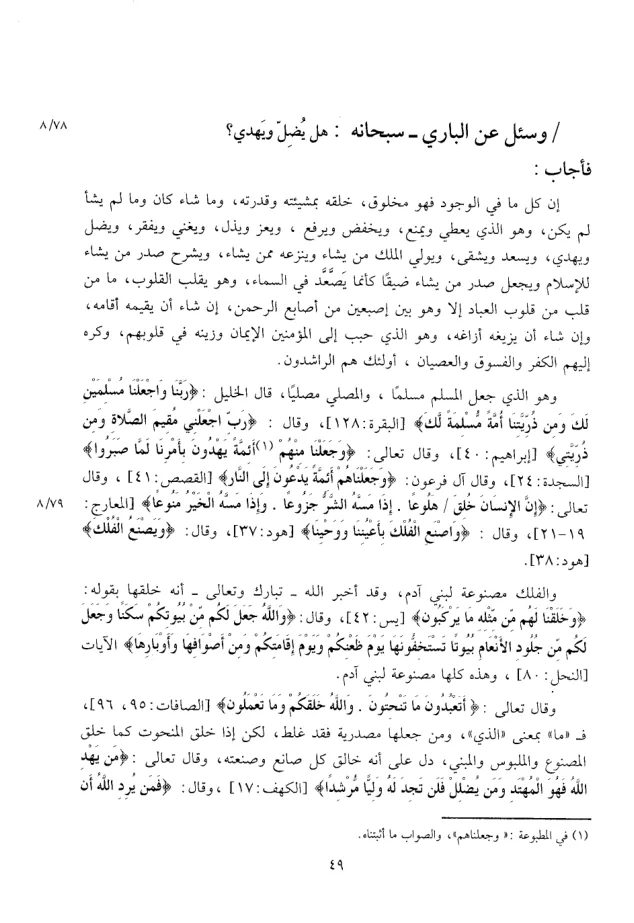 ٨/٧٨
/ وسئل عن الباري ـ سبحانه : هل يُضلّ ويَهدي؟
فأجاب :
إن كل ما في الوجود فهو مخلوق، خلقه بمشيئته وقدرته، وما شاء كان وما لم يشأ
لم يكن، وهو الذي يعطي ويمنع، ويخفض ويرفع ، ويعز ويذل، ويغني ويفقر، ويضل
ويهدي، ويسعد ويشقى، ويولي الملك من يشاء وينزعه ممن يشاء، ويشرح صدر من يشاء
للإسلام ويجعل صدر من يشاء ضيقًا كأنما يَصَّعَّد في السماء، وهو يقلب القلوب، ما من
قلب من قلوب العباد إلا وهو بين إصبعين من أصابع الرحمن، إن شاء أن يقيمه أقامه،
وإن شاء أن يزيغه أزاغه، وهو الذي حبب إلى المؤمنين الإيمان وزينه في قلوبهم، وكره
إليهم الكفر والفسوق والعصيان ، أولئك هم الراشدون.
وهو الذي جعل المسلم مسلمًا ، والمصلي مصليًا، قال الخليل : ﴿رَبَّنَا وَاجْعَلْنَا مُسْلِمَيْنِ
لَكَ وَمِن ذُرِّيَّتِنَا أُمَّةً مُّسْلِمَةً لَّكَ﴾ [البقرة:١٢٨]، وقال : ﴿رَبِّ اجْعَلْنِي مُقِيمَ الصَّلاةِ وَمِن
ذُرِّيَّتِي﴾ [إبراهيم: ٤٠]، وقال تعالى: ﴿وَجَعَلْنَا مِنْهُمْ (١)أَئِمَّةً يَهْدُونَ بِأَمْرِنَا لَمَّا صَبَرُوا﴾
[السجدة:٢٤]، وقال آل فرعون: ﴿وَجَعَلْنَاهُمْ أَئِمَّةً يَدْعُونَ إِلَى النَّارِ﴾ [القصص:٤١] ، وقال
تعالى: ﴿إِنَّ الإِنسَانَ خُلِقَ / هَلُوعًا . إِذَا مَسَّهُ الشَّرُّ جَزُوعًا . وَإِذَا مَسَّهُ الْخَيْرُ مَنُوعًا﴾ [المعارج:
٨/٧٩
١٩-٢١]، وقال : ﴿وَاصْنَعِ الْفُلْكَ بِأَعْيُنِنَا وَوَحْيِنَا﴾ [هود:٣٧]، وقال: ﴿وَيَصْنَعُ الْفُلْكَ﴾
[هود:٣٨].
والفلك مصنوعة لبني آدم، وقد أخبر الله ـ تبارك وتعالى ـ أنه خلقها بقوله:
﴿وَخَلَقْنَا لَهُم مِّن مِّثْلِهِ مَا يَرْكَبُونَ﴾ [يس:٤٢]، وقال: ﴿وَاللَّهُ جَعَلَ لَكُم مِّنْ بُيُوتِكُمْ سَكَنًا وَجَعَلَ
لَكُم مِّن جُلُودِ الأَنْعَامِ بُيُوتًا تَسْتَخِفُّونَهَا يَوْمَ ظَعْنِكُمْ وَيَوْمَ إِقَامَتِكُمْ وَمِنْ أَصْوَافِهَا وَأَوْبَارِهَا﴾ الآيات
[النحل: ٨٠] ، وهذه كلها مصنوعة لبني آدم.
وقال تعالى : ﴿ أَتَعْبُدُونَ مَا تَنْحِتُونَ . وَاللَّهُ خَلَقَكُمْ وَمَا تَعْمَلُونَ﴾ [الصافات:٩٥، ٩٦]،
فـ «ما» بمعنى «الذي»، ومن جعلها مصدرية فقد غلط، لكن إذا خلق المنحوت كما خلق
المصنوع والملبوس والمبني، دل على أنه خالق كل صانع وصنعته، وقال تعالى : ﴿مَن يَهْدِ
اللَّهُ فَهُوَ الْمُهْتَدِ وَمَن يُضْلِلْ فَلَن تَجِدَ لَهُ وَلِيًّا مُّرْشِدًا﴾ [الكهف:١٧] ، وقال: ﴿فَمَن يُرِدِ اللَّهُ أَن
(١) في المطبوعة : « وجعلناهم»، والصواب ما أثبتناه.
٤٩